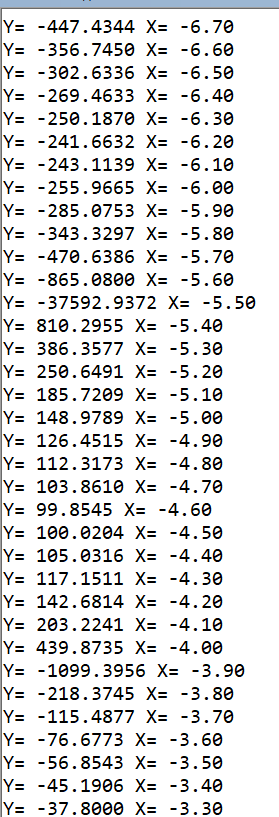 Y= -447.4344 X= -6.70
Y= -356.7450 X= -6.60
Y= -302.6336 X= -6.50
Y= -269.4633 X= -6.40
Y= -250.1870 X= -6.30
Y= -241.6632 X= -6.20
Y= -243.1139 X= -6.10
Y= -255.9665 X= -6.00
Y= -285.0753 X= -5.90
Y= -343.3297 X= -5.80
Y= -470.6386 X= -5.70
Y= -865.0800 X= -5.60
Y= -37592.9372 X= -5.50
Y= 810.2955 X= -5.40
Y= 386.3577 X= -5.30
Y= 250.6491 X= -5.20
Y= 185.7209 X= -5.10
Y= 148.9789 X= -5.00
Y= 126.4515 X= -4.90
Y= 112.3173 X= -4.80
Y= 103.8610 X= -4.70
Y= 99.8545 X= -4.60
Y= 100.0204 X= -4.50
Y= 105.0316 X= -4.40
Y= 117.1511 X= -4.30
Y= 142.6814 X= -4.20
Y= 203.2241 X= -4.10
Y= 439.8735 X= -4.00
Y= -1099.3956 X= -3.90
Y= -218.3745 X= -3.80
Y= -115.4877 X= -3.70
Y= -76.6773 X= -3.60
Y= -56.8543 X= -3.50
Y= -45.1906 X= -3.40
Y= -37.8000 X= -3.30